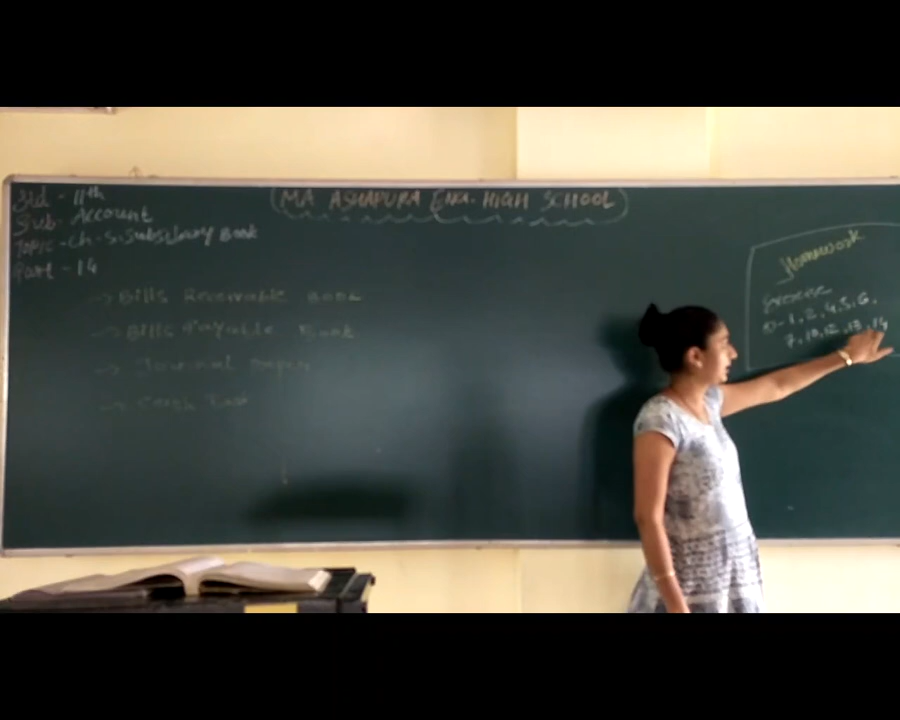 MA ASHAPURA ENG. HIGH SCHOOL
Std - 11th
Sub - Account
Topic - Ch-5. Subsidiary Book
Part - 14
→ Bills Receivable Book
→ Bills Payable Book
→ Journal Proper
→ Cash Book
Homework
Exercise
Q - 1, 2, 4, 5, 6,
7, 10, 12, 13, 14